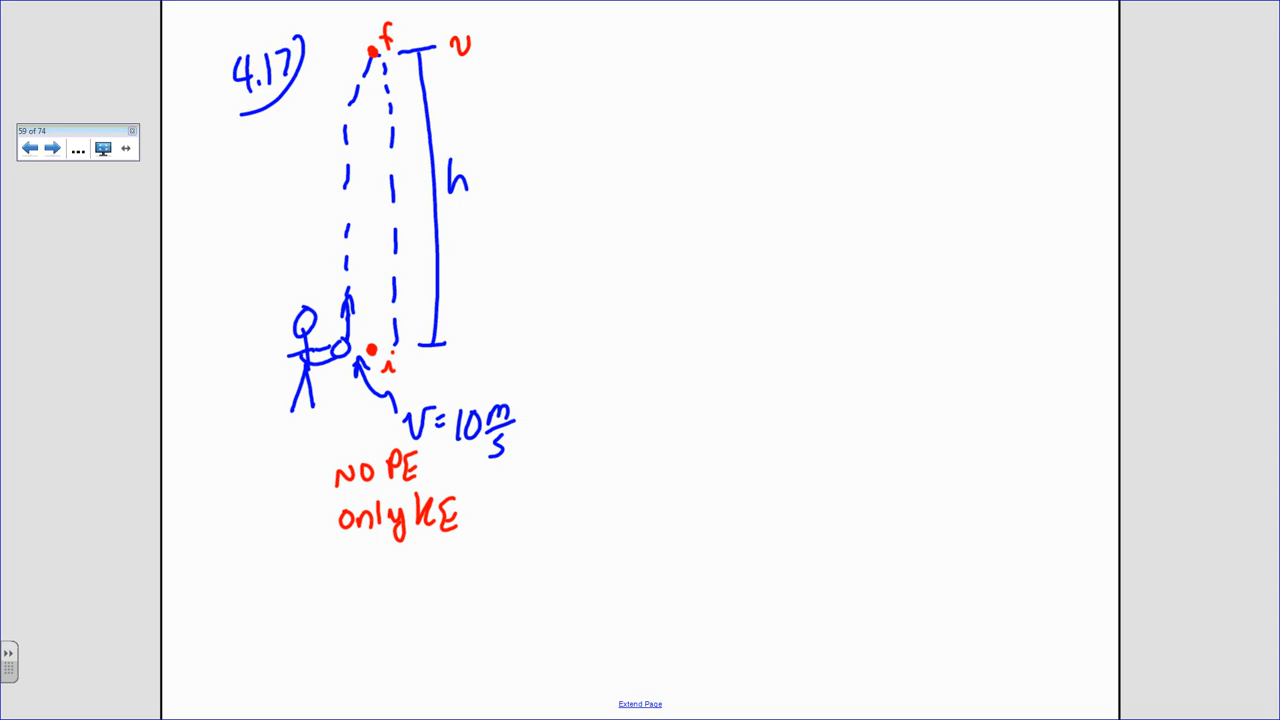 4.17)
f
v
59 of 74
...
h
i
v = 10 m/s
NO PE
only KE
Extend Page